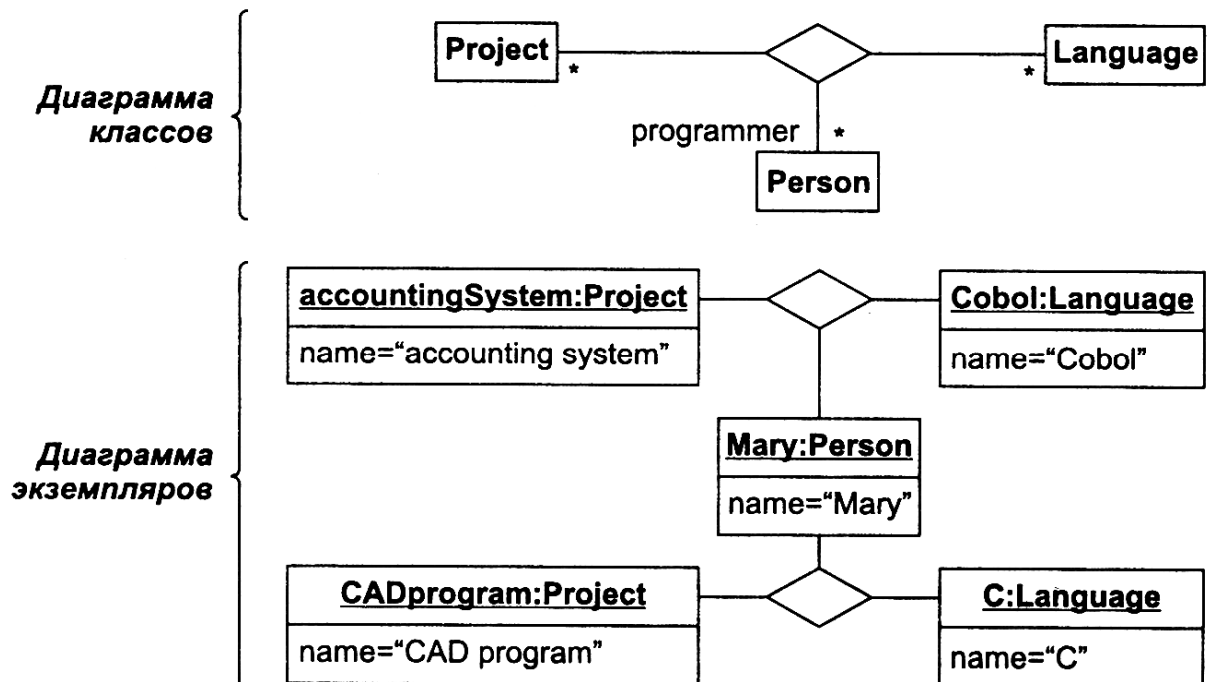 Диаграмма
классов
Project
*
*
Language
programmer
*
Person
Диаграмма
экземпляров
accountingSystem:Project
name=“accounting system”
Cobol:Language
name=“Cobol”
Mary:Person
name=“Mary”
CADprogram:Project
name=“CAD program”
C:Language
name=“C”